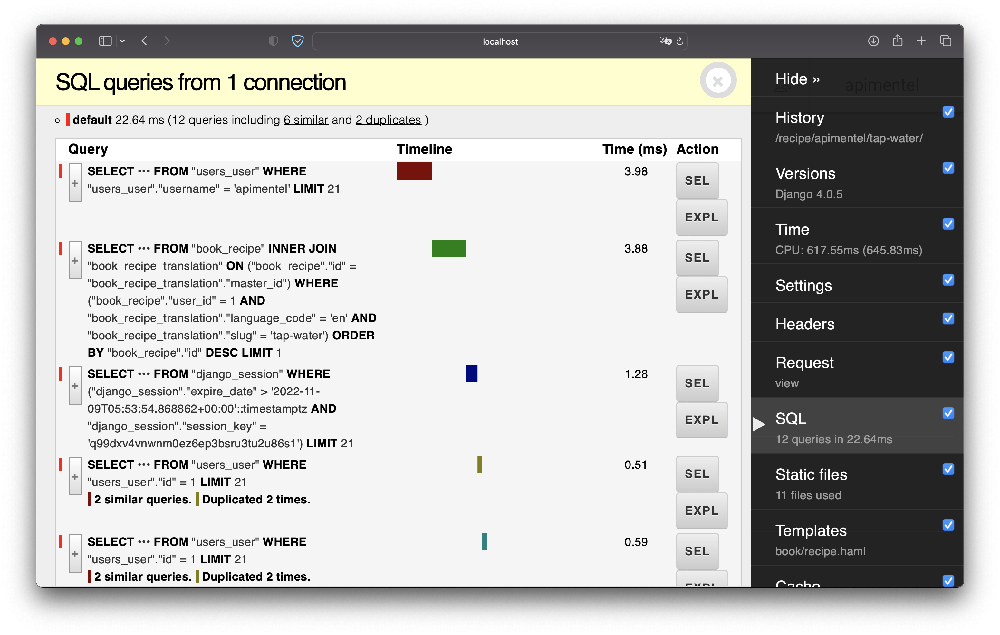 localhost
SQL queries from 1 connection
default 22.64 ms (12 queries including 6 similar and 2 duplicates )
Query Timeline Time (ms) Action
SELECT ••• FROM "users_user" WHERE
"users_user"."username" = 'apimentel' LIMIT 21
3.98
SEL
EXPL
SELECT ••• FROM "book_recipe" INNER JOIN
"book_recipe_translation" ON ("book_recipe"."id" =
"book_recipe_translation"."master_id") WHERE
("book_recipe"."user_id" = 1 AND
"book_recipe_translation"."language_code" = 'en' AND
"book_recipe_translation"."slug" = 'tap-water') ORDER
BY "book_recipe"."id" DESC LIMIT 1
3.88
SEL
EXPL
SELECT ••• FROM "django_session" WHERE
("django_session"."expire_date" > '2022-11-
09T05:53:54.868862+00:00'::timestamptz AND
"django_session"."session_key" =
'q99dxv4vnwnm0ez6ep3bsru3tu2u86s1') LIMIT 21
1.28
SEL
EXPL
SELECT ••• FROM "users_user" WHERE
"users_user"."id" = 1 LIMIT 21
2 similar queries. Duplicated 2 times.
0.51
SEL
EXPL
SELECT ••• FROM "users_user" WHERE
"users_user"."id" = 1 LIMIT 21
2 similar queries. Duplicated 2 times.
0.59
SEL
EXPL
Hide »
apimentel
History
/recipe/apimentel/tap-water/
Versions
Django 4.0.5
Time
CPU: 617.55ms (645.83ms)
Settings
Headers
Request
view
SQL
12 queries in 22.64ms
Static files
11 files used
Templates
book/recipe.haml
Cache